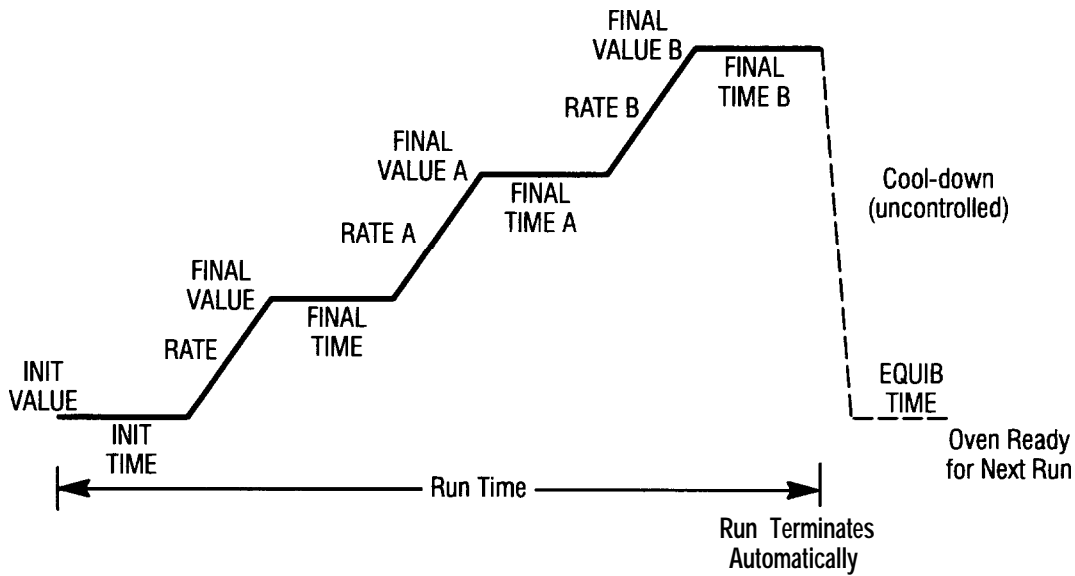 FINAL
VALUE B
FINAL
TIME B
RATE B
FINAL
VALUE A
FINAL
TIME A
Cool-down
(uncontrolled)
RATE A
FINAL
VALUE
FINAL
TIME
RATE
INIT
VALUE
INIT
TIME
EQUIB
TIME
Oven Ready
for Next Run
Run Time
Run Terminates
Automatically